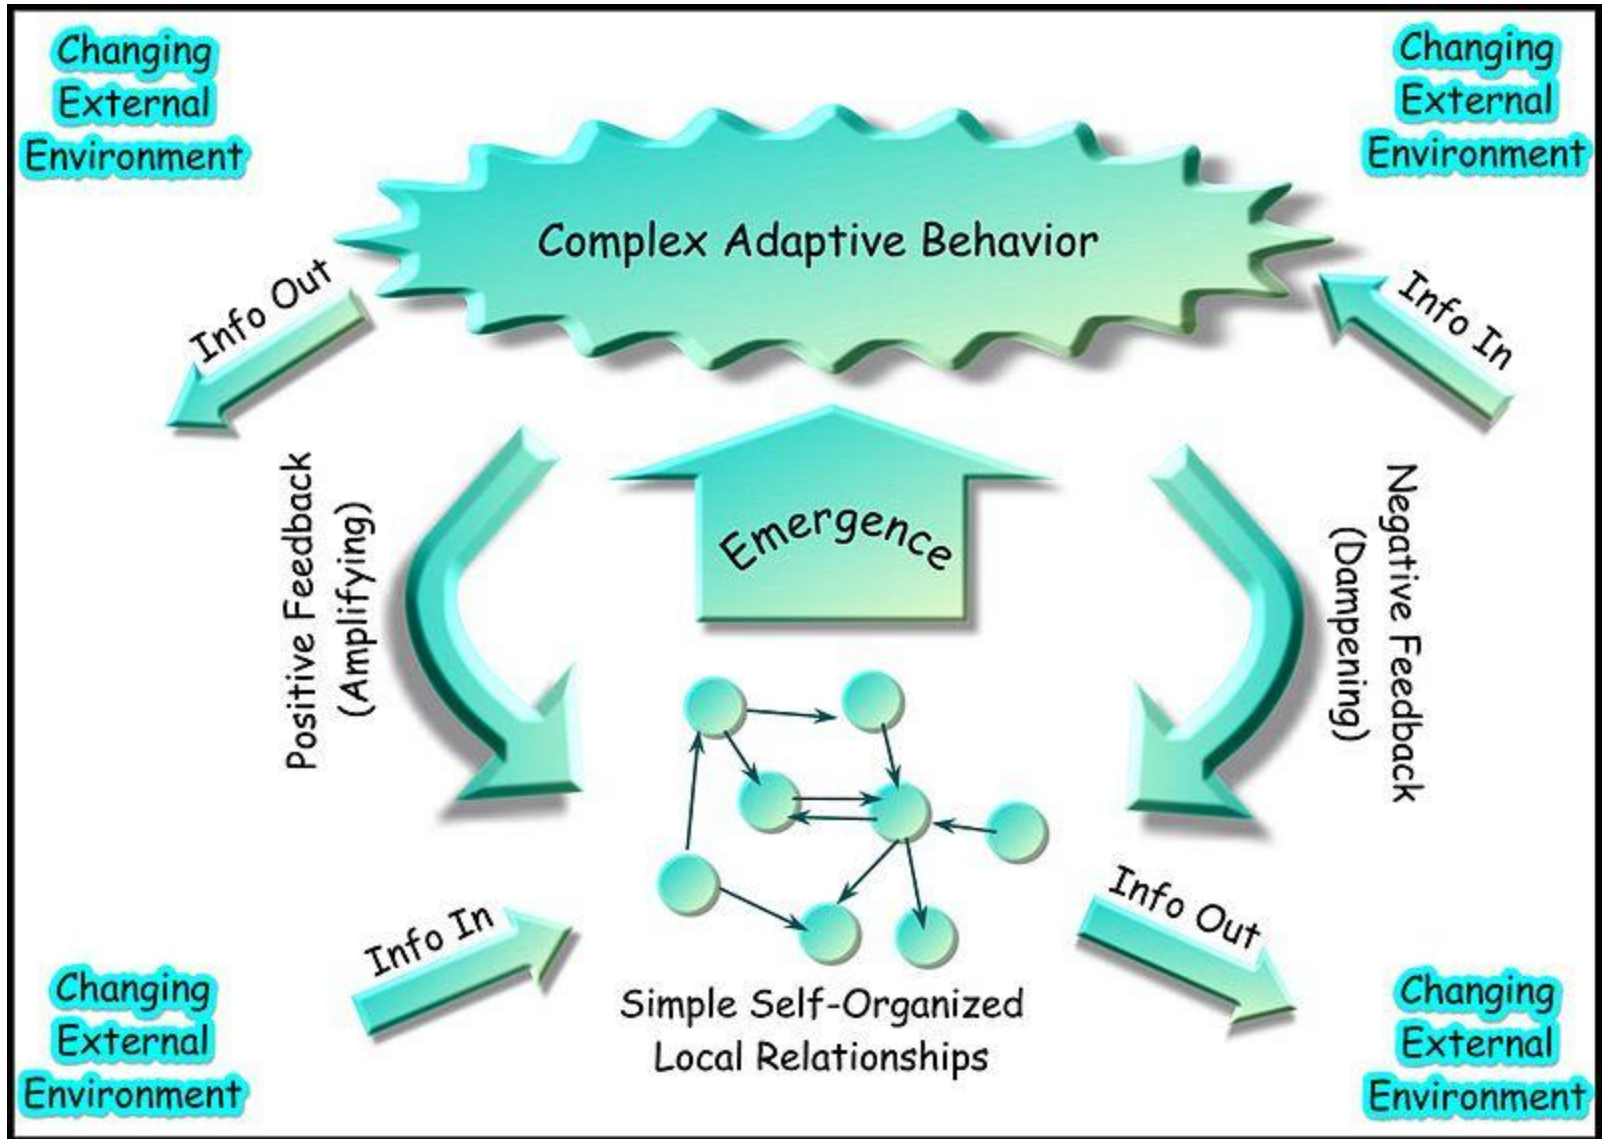 Changing
External
Environment
Changing
External
Environment
Complex Adaptive Behavior
Info Out
Info In
Positive Feedback
(Amplifying)
Emergence
Negative Feedback
(Dampening)
Info In
Info Out
Simple Self-Organized
Local Relationships
Changing
External
Environment
Changing
External
Environment